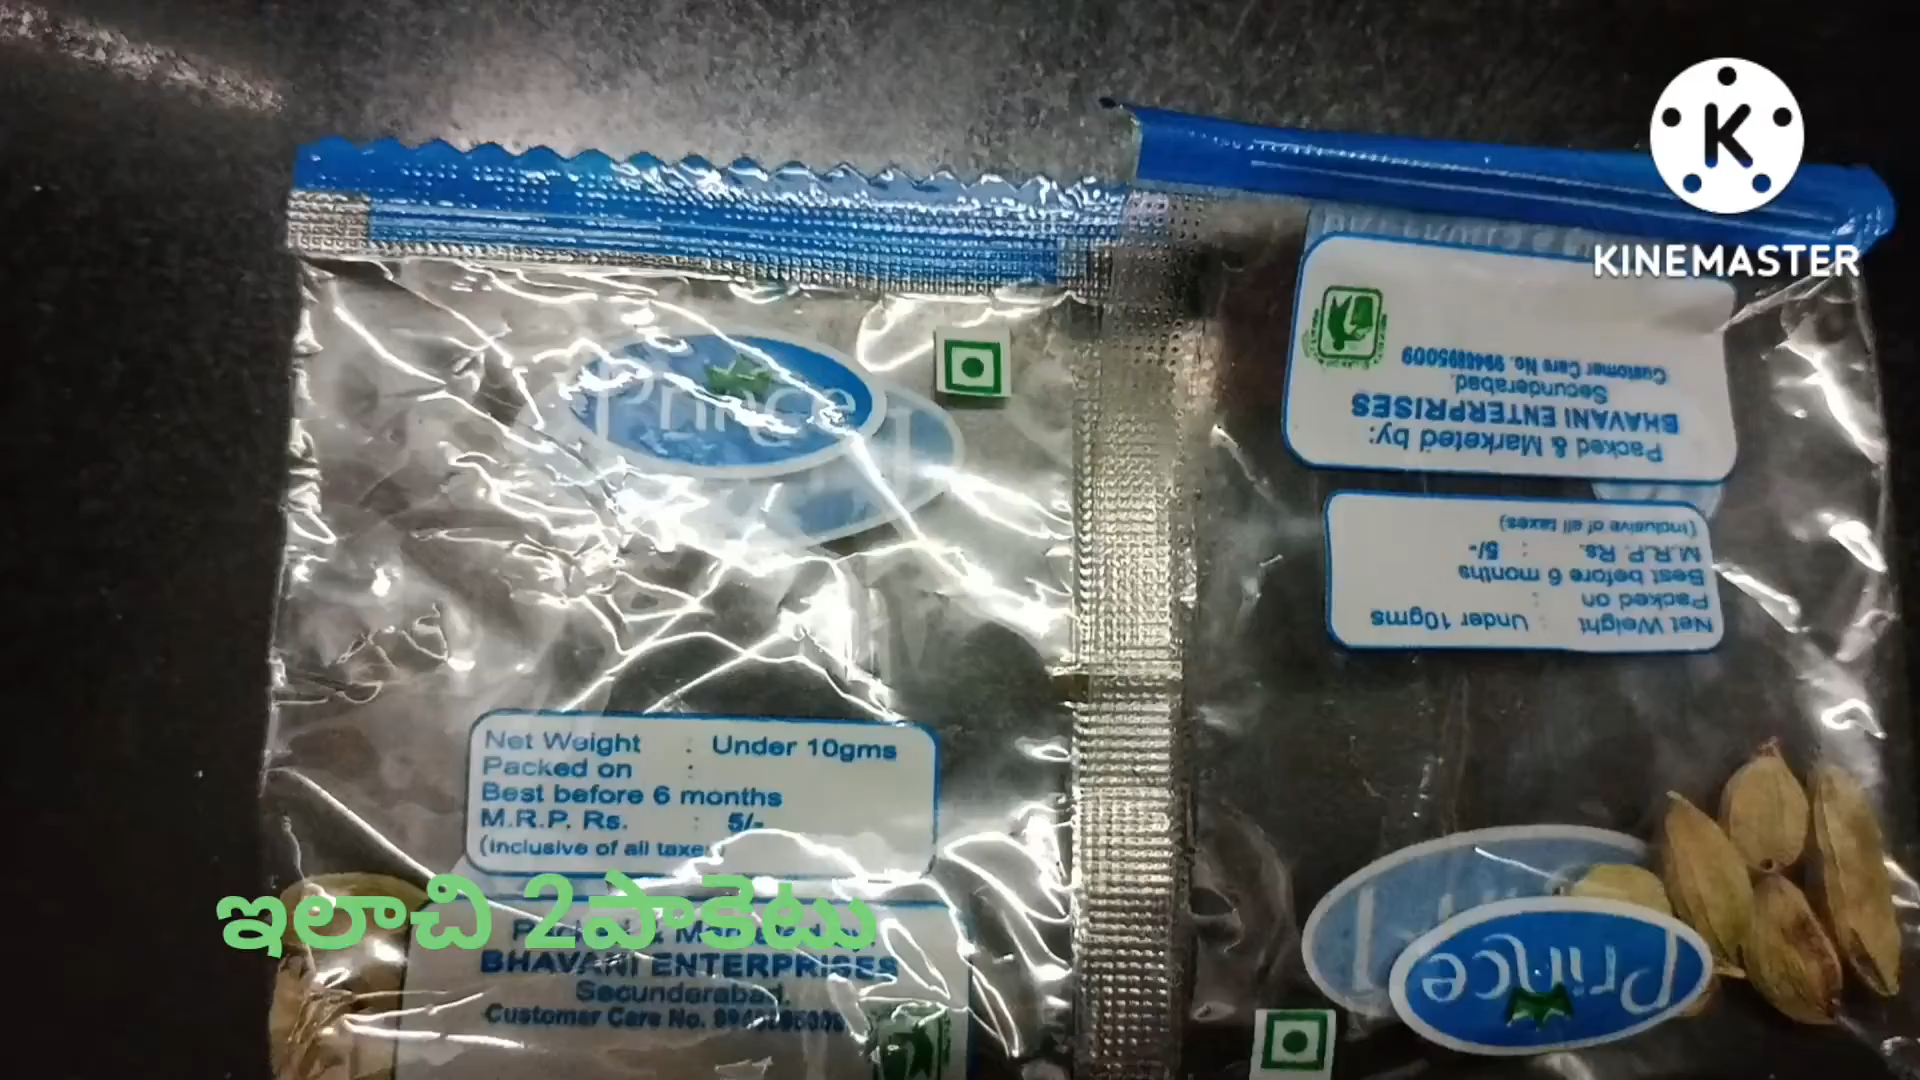 KINEMASTER
Prince
Net Weight : Under 10gms
Packed on :
Best before 6 months
M.R.P. Rs. : 5/-
(inclusive of all taxes)
ఇలాచి 2పాకెటు
BHAVANI ENTERPRISES
Secunderabad.
Customer Care No.
Packed & Marketed by:
BHAVANI ENTERPRISES
Secunderabad.
Customer Care No. 9948895009
Net Weight : Under 10gms
Packed on :
Best before 6 months
M.R.P. Rs. : 5/-
(inclusive of all taxes)
Prince